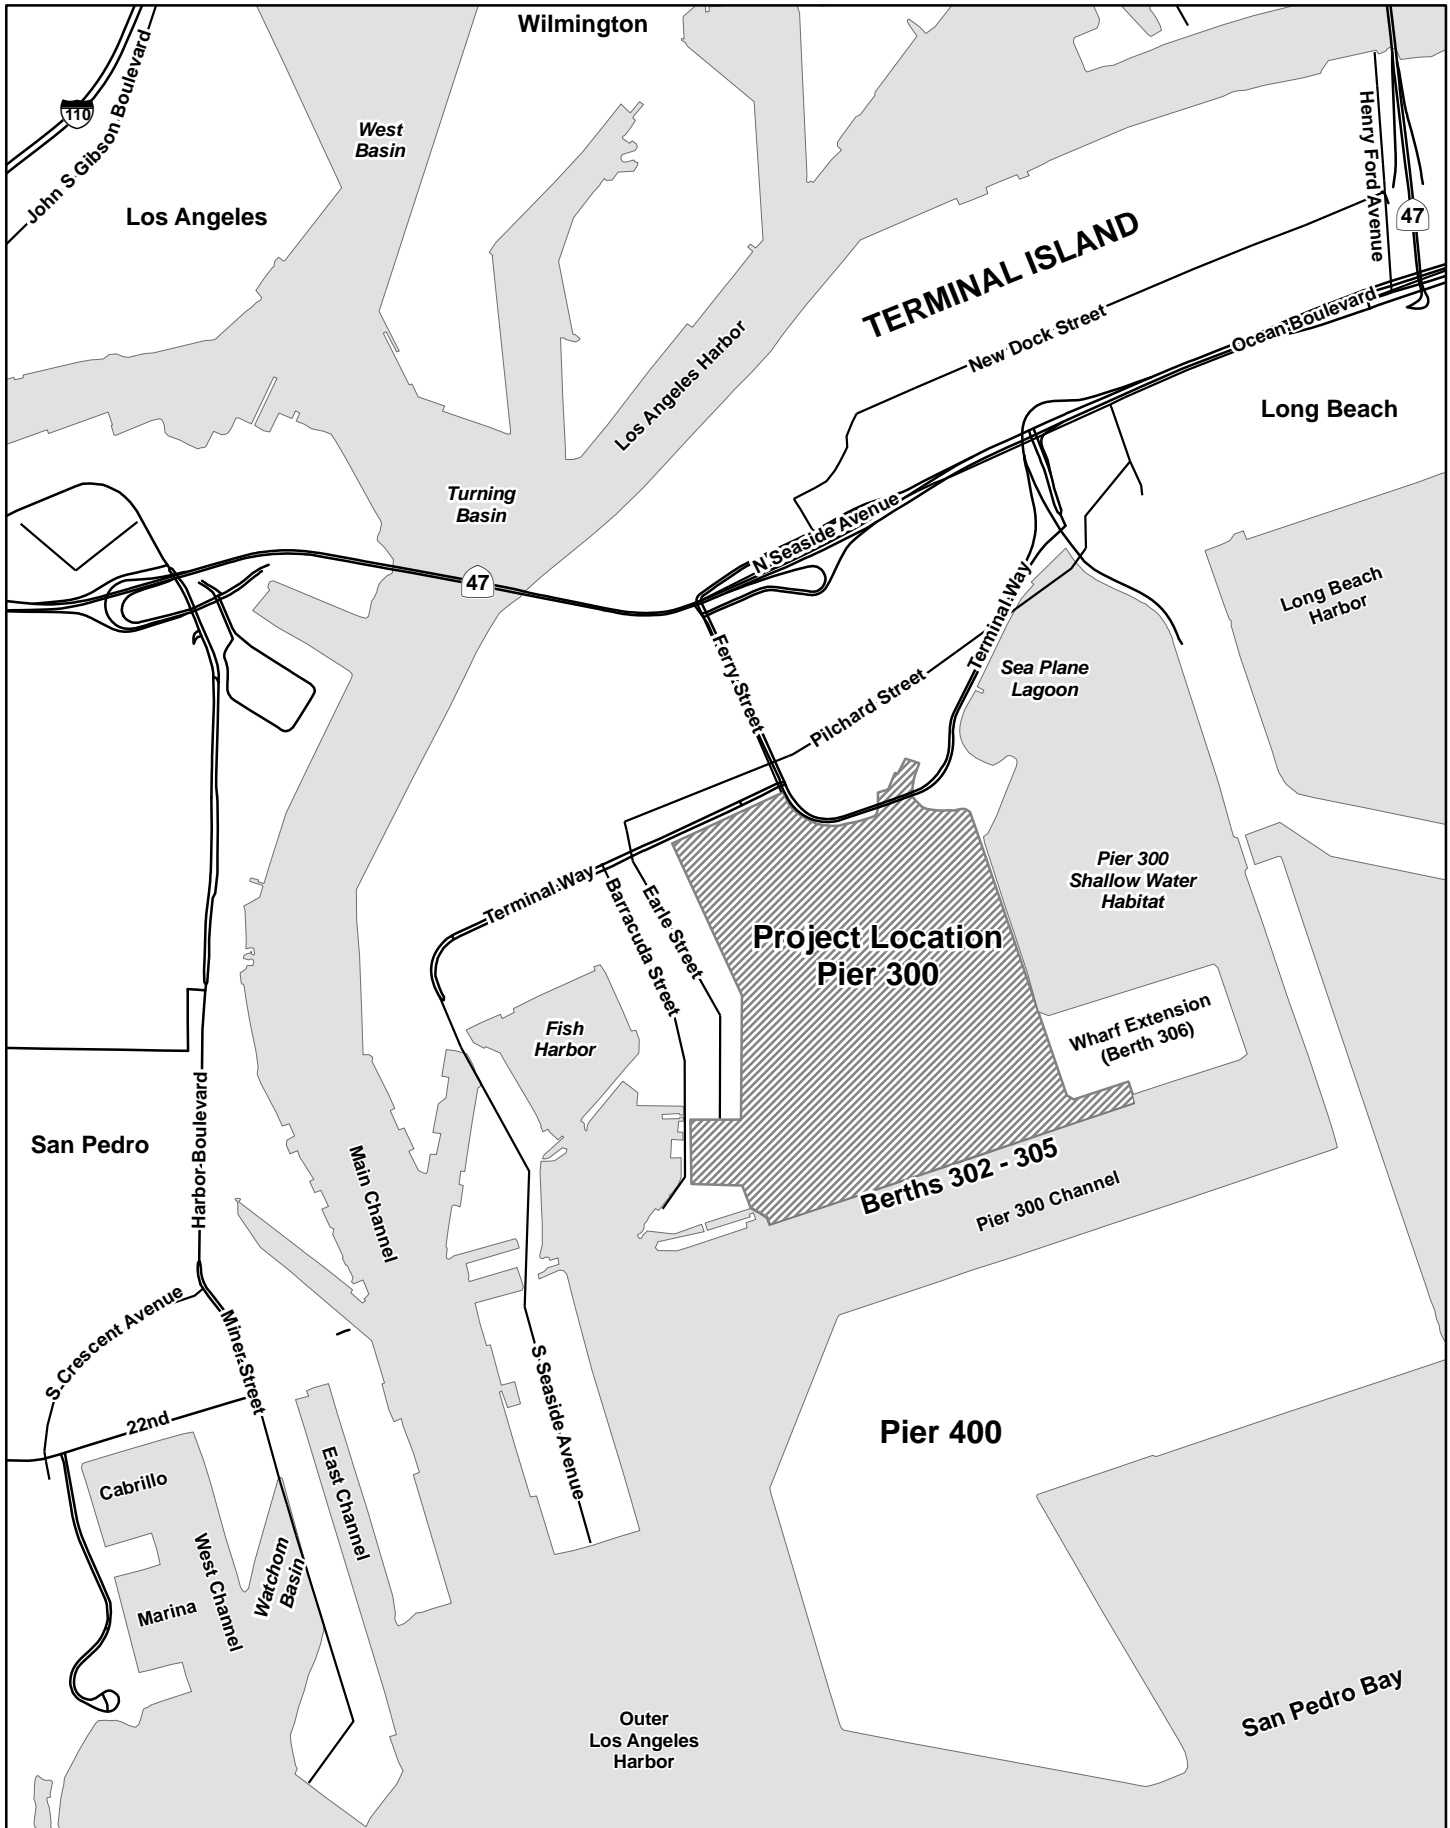 Wilmington
110
John S Gibson Boulevard
West
Basin
Los Angeles
Henry Ford Avenue
47
TERMINAL ISLAND
New Dock Street
Ocean Boulevard
Los Angeles Harbor
Long Beach
Turning
Basin
N Seaside Avenue
47
Long Beach
Harbor
Ferry Street
Terminal Way
Sea Plane
Lagoon
Pilchard Street
Pier 300
Shallow Water
Habitat
Terminal Way
Barracuda Street
Earle Street
Project Location
Pier 300
Fish
Harbor
Wharf Extension
(Berth 306)
Harbor Boulevard
San Pedro
Main Channel
Berths 302 - 305
Pier 300 Channel
S Crescent Avenue
Miner Street
S Seaside Avenue
22nd
Pier 400
Cabrillo
East Channel
West Channel
Watchorn
Basin
Marina
San Pedro Bay
Outer
Los Angeles
Harbor